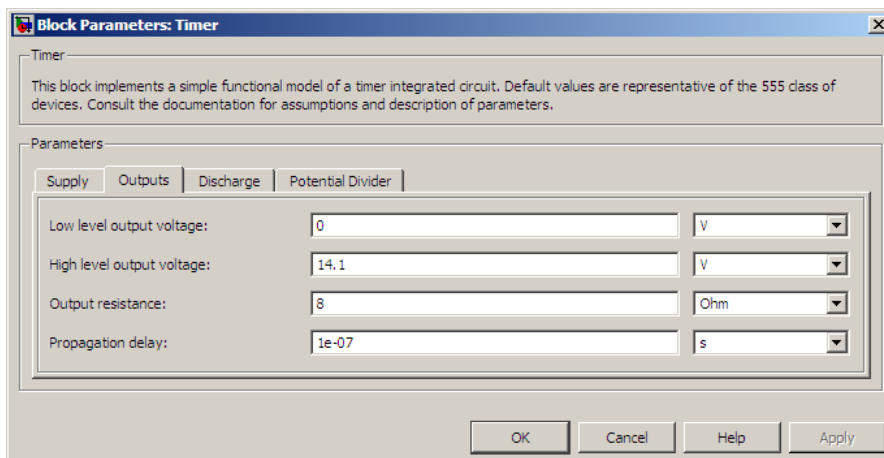 Block Parameters: Timer
Timer
This block implements a simple functional model of a timer integrated circuit. Default values are representative of the 555 class of
devices. Consult the documentation for assumptions and description of parameters.
Parameters
Supply Outputs Discharge Potential Divider
Low level output voltage: 0 V
High level output voltage: 14.1 V
Output resistance: 8 Ohm
Propagation delay: 1e-07 s
OK Cancel Help Apply